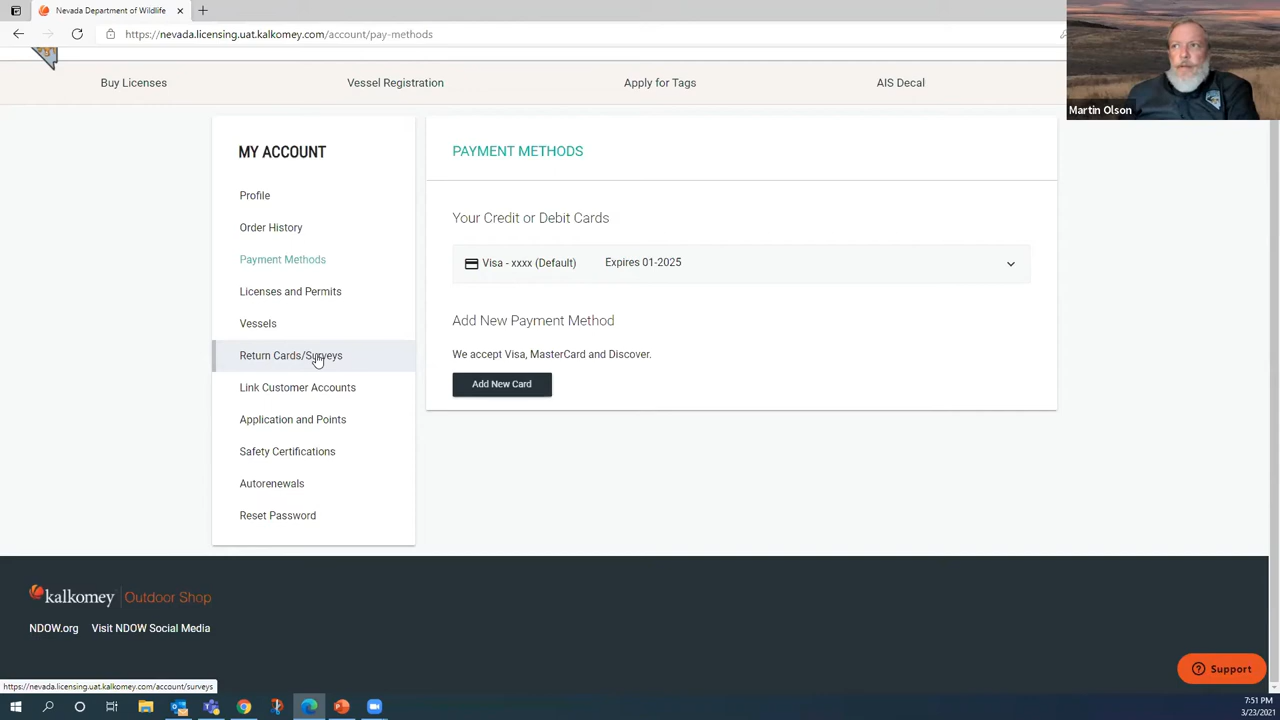 Nevada Department of Wildlife
https://nevada.licensing.uat.kalkomey.com/account/pay-methods
Martin Olson
Buy Licenses
Vessel Registration
Apply for Tags
AIS Decal
MY ACCOUNT
Profile
Order History
Payment Methods
Licenses and Permits
Vessels
Return Cards/Surveys
Link Customer Accounts
Application and Points
Safety Certifications
Autorenewals
Reset Password
PAYMENT METHODS
Your Credit or Debit Cards
Visa - xxxx (Default) Expires 01-2025
Add New Payment Method
We accept Visa, MasterCard and Discover.
Add New Card
kalkomey | Outdoor Shop
NDOW.org Visit NDOW Social Media
Support
https://nevada.licensing.uat.kalkomey.com/account/surveys
7:51 PM
3/23/2021